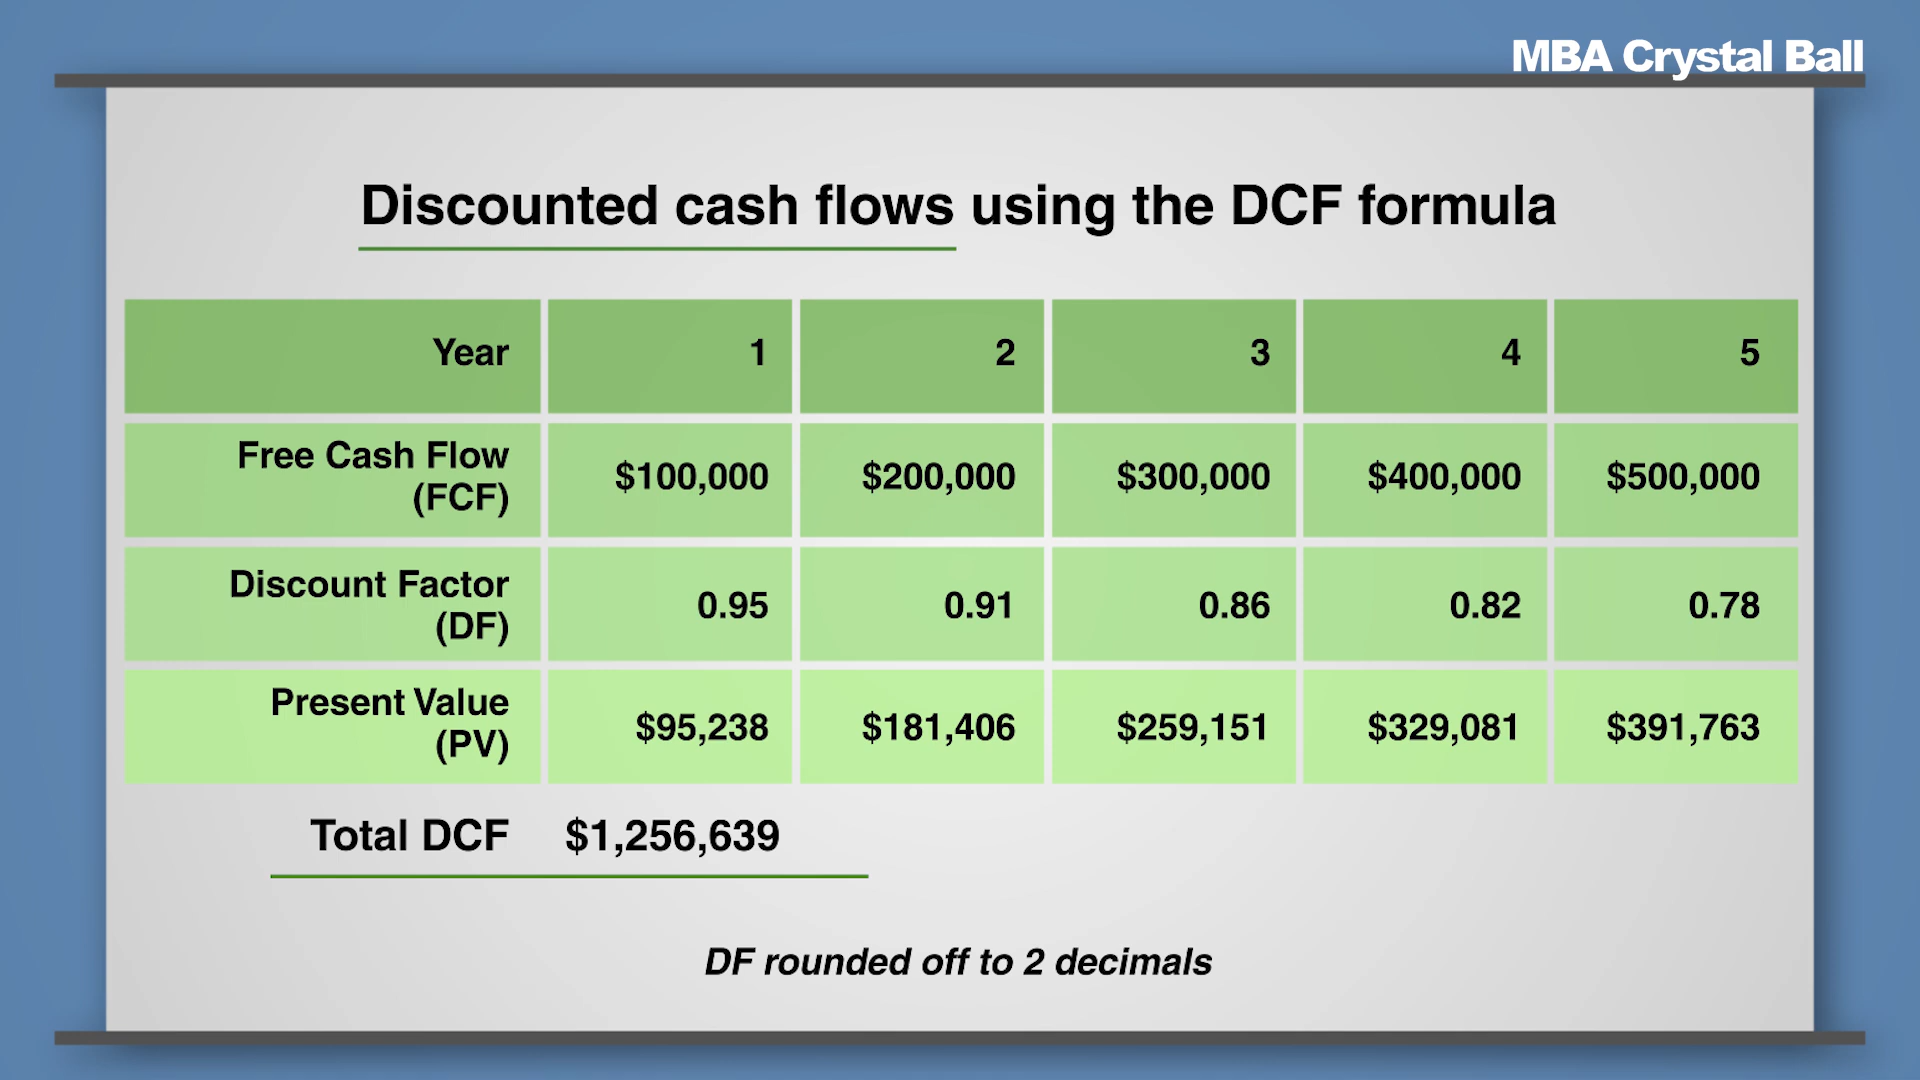 MBA Crystal Ball
Discounted cash flows using the DCF formula
Year 1 2 3 4 5
Free Cash Flow
(FCF) $100,000 $200,000 $300,000 $400,000 $500,000
Discount Factor
(DF) 0.95 0.91 0.86 0.82 0.78
Present Value
(PV) $95,238 $181,406 $259,151 $329,081 $391,763
Total DCF $1,256,639
DF rounded off to 2 decimals